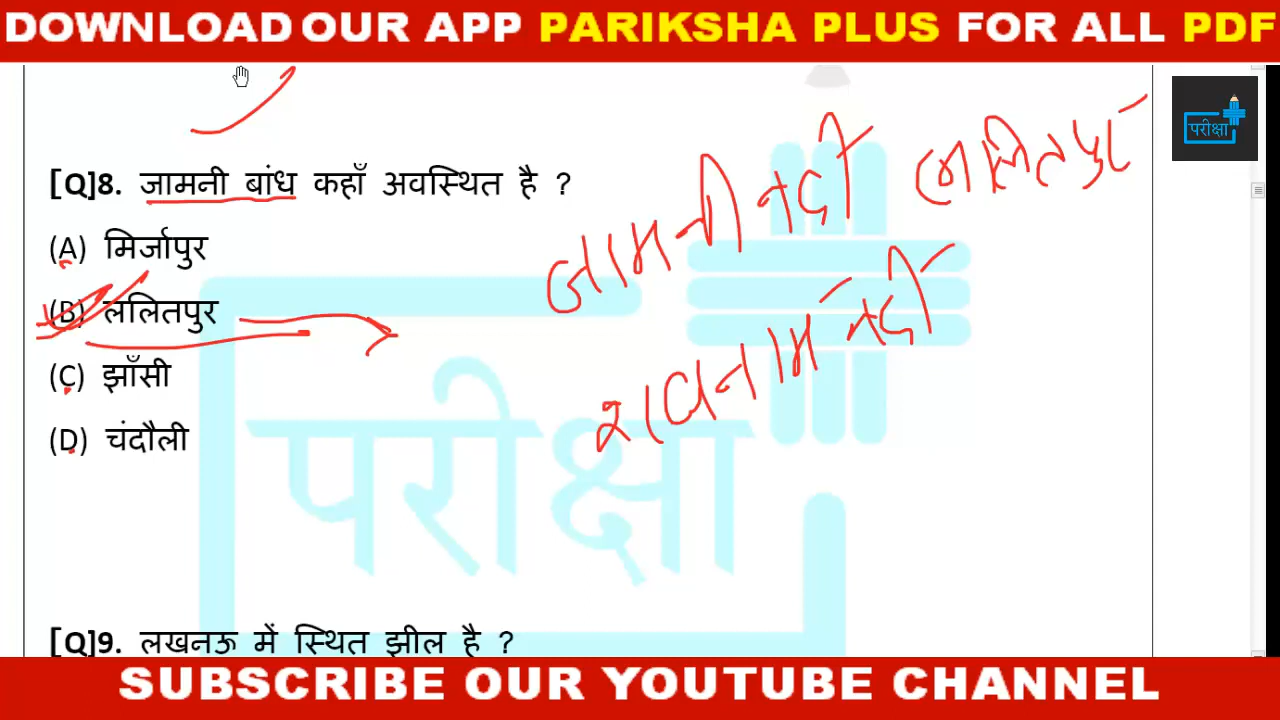 DOWNLOAD OUR APP PARIKSHA PLUS FOR ALL PDF
परीक्षा
[Q]8. जामनी बांध कहाँ अवस्थित है ?
(A) मिर्जापुर
(B) ललितपुर
(C) झाँसी
(D) चंदौली
जामनी नदी ललितपुर
नदी
परीक्षा
[Q]9. लखनऊ में स्थित झील है ?
SUBSCRIBE OUR YOUTUBE CHANNEL